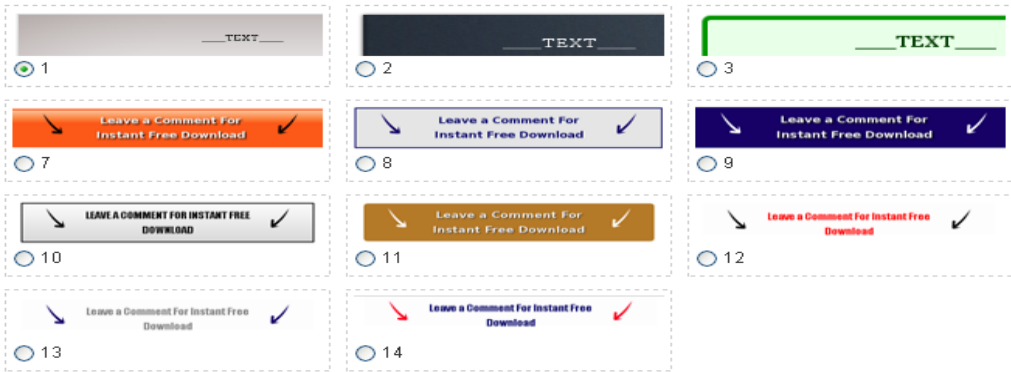 ___TEXT___
1
____TEXT____
2
____TEXT____
3
Leave a Comment For
Instant Free Download
7
Leave a Comment For
Instant Free Download
8
Leave a Comment For
Instant Free Download
9
LEAVE A COMMENT FOR INSTANT FREE
DOWNLOAD
10
Leave a Comment For
Instant Free Download
11
Leave a Comment For Instant Free
Download
12
Leave a Comment For Instant Free
Download
13
Leave a Comment For Instant Free
Download
14